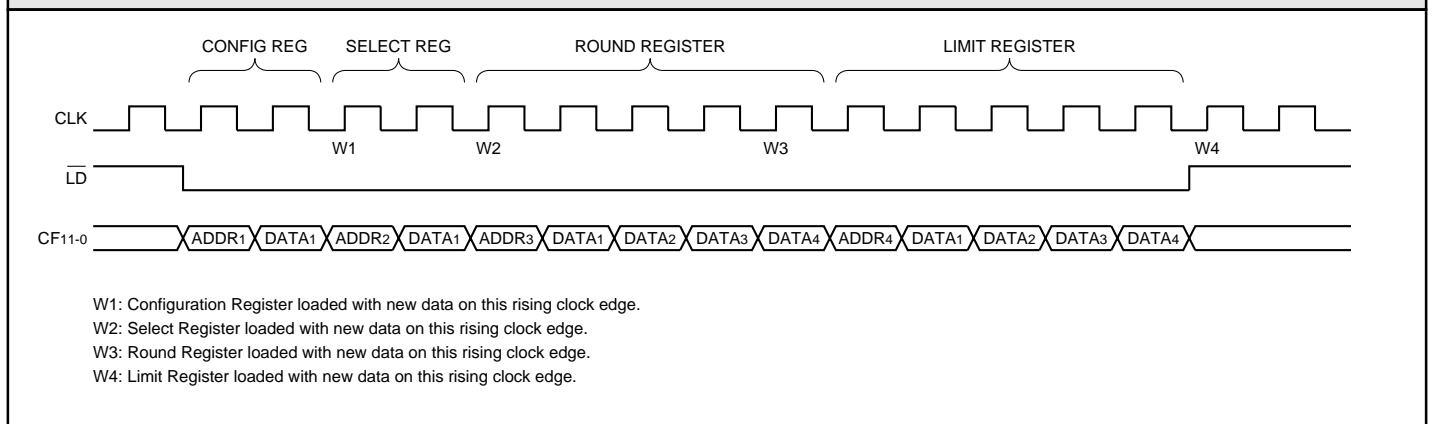 CONFIG REG SELECT REG ROUND REGISTER LIMIT REGISTER
CLK
W1 W2 W3 W4
LD
CF11-0 ADDR1 DATA1 ADDR2 DATA1 ADDR3 DATA1 DATA2 DATA3 DATA4 ADDR4 DATA1 DATA2 DATA3 DATA4
W1: Configuration Register loaded with new data on this rising clock edge.
W2: Select Register loaded with new data on this rising clock edge.
W3: Round Register loaded with new data on this rising clock edge.
W4: Limit Register loaded with new data on this rising clock edge.